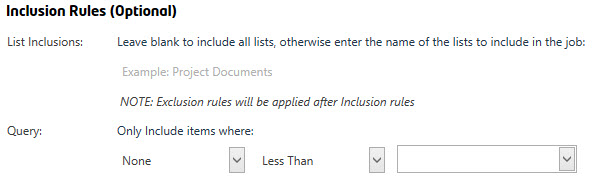 Inclusion Rules (Optional)
List Inclusions: Leave blank to include all lists, otherwise enter the name of the lists to include in the job:
Example: Project Documents
NOTE: Exclusion rules will be applied after Inclusion rules
Query: Only Include items where:
None Less Than